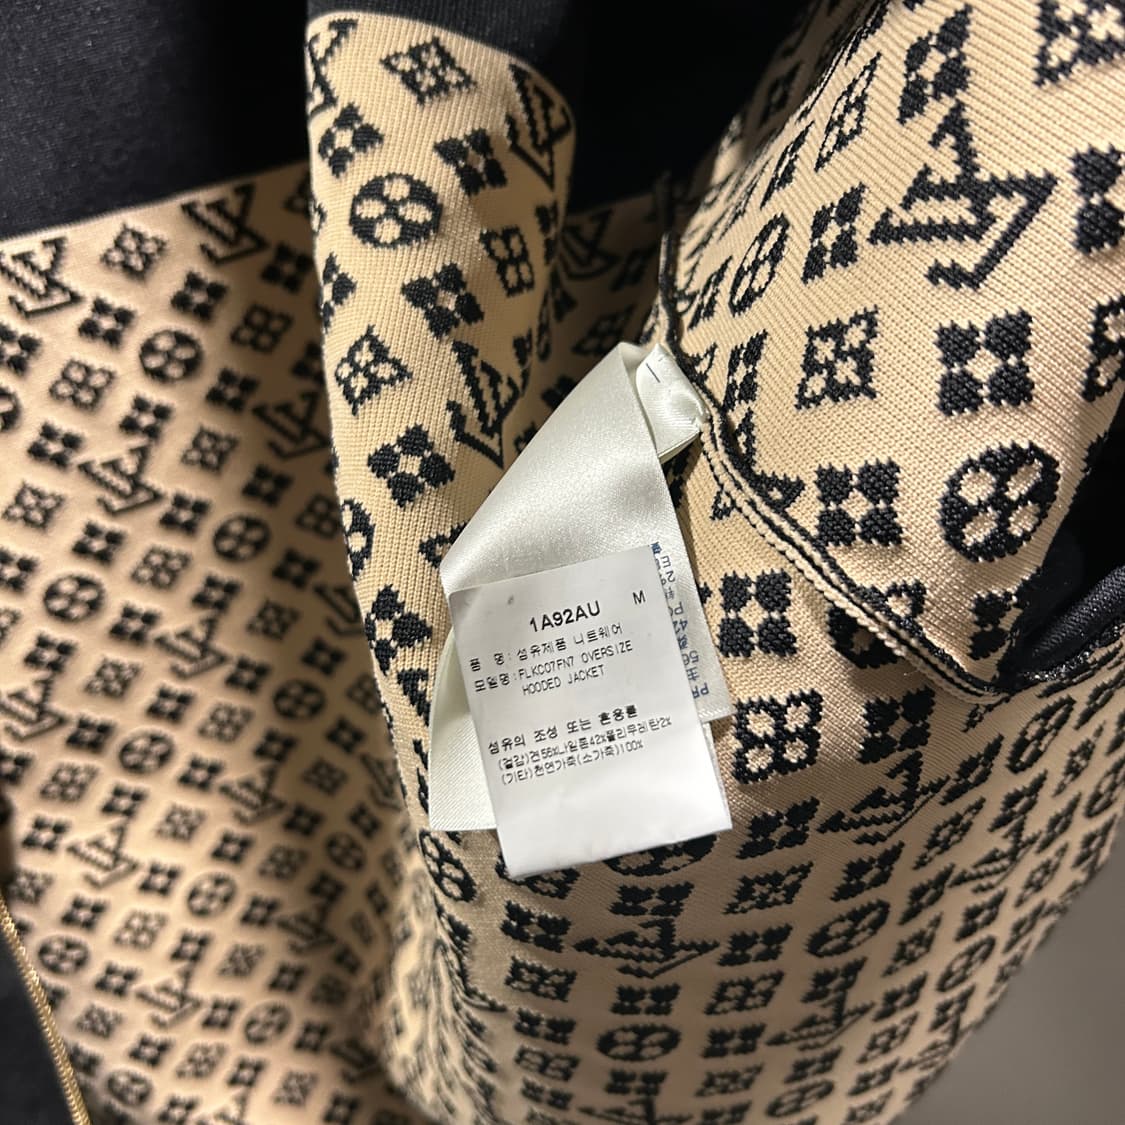 1A92AU M
품 명:섬유제품 니트웨어
모델명:FLKC07FN7 OVERSIZE
HOODED JACKET
섬유의 조성 또는 혼용률
(겉감)견56%나일론42%폴리우레탄2%
(기타)천연가죽(소가죽)100%